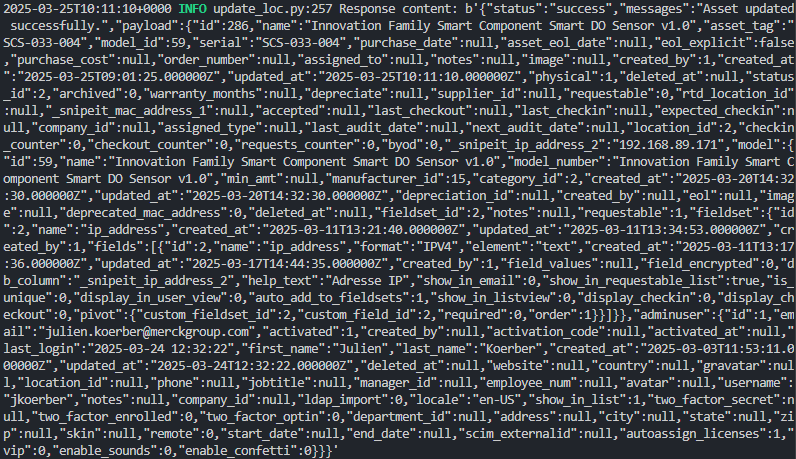 2025-03-25T10:11:10+0000 INFO update_loc.py:257 Response content: b'{"status":"success","messages":"Asset updated
 successfully.","payload":{"id":286,"name":"Innovation Family Smart Component Smart DO Sensor v1.0","asset_tag":"
SCS-033-004","model_id":59,"serial":"SCS-033-004","purchase_date":null,"asset_eol_date":null,"eol_explicit":false
,"purchase_cost":null,"order_number":null,"assigned_to":null,"notes":null,"image":null,"created_by":1,"created_at
":"2025-03-25T09:01:25.000000Z","updated_at":"2025-03-25T10:11:10.000000Z","physical":1,"deleted_at":null,"status
_id":2,"archived":0,"warranty_months":null,"depreciate":null,"supplier_id":null,"requestable":0,"rtd_location_id"
:null,"_snipeit_mac_address_1":null,"accepted":null,"last_checkout":null,"last_checkin":null,"expected_checkin":n
ull,"company_id":null,"assigned_type":null,"last_audit_date":null,"next_audit_date":null,"location_id":2,"checkin
_counter":0,"checkout_counter":0,"requests_counter":0,"byod":0,"_snipeit_ip_address_2":"192.168.89.171","model":{
"id":59,"name":"Innovation Family Smart Component Smart DO Sensor v1.0","model_number":"Innovation Family Smart C
omponent Smart DO Sensor v1.0","min_amt":null,"manufacturer_id":15,"category_id":2,"created_at":"2025-03-20T14:32
:30.000000Z","updated_at":"2025-03-20T14:32:30.000000Z","depreciation_id":null,"created_by":null,"eol":null,"imag
e":null,"deprecated_mac_address":0,"deleted_at":null,"fieldset_id":2,"notes":null,"requestable":1,"fieldset":{"id
":2,"name":"ip_address","created_at":"2025-03-11T13:21:40.000000Z","updated_at":"2025-03-11T13:34:53.000000Z","cr
eated_by":1,"fields":[{"id":2,"name":"ip_address","format":"IPV4","element":"text","created_at":"2025-03-11T13:17
:36.000000Z","updated_at":"2025-03-17T14:44:35.000000Z","created_by":1,"field_values":null,"field_encrypted":0,"d
b_column":"_snipeit_ip_address_2","help_text":"Adresse IP","show_in_email":0,"show_in_requestable_list":true,"is_
unique":0,"display_in_user_view":0,"auto_add_to_fieldsets":1,"show_in_listview":0,"display_checkin":0,"display_ch
eckout":0,"pivot":{"custom_fieldset_id":2,"custom_field_id":2,"required":0,"order":1}}]}},"adminuser":{"id":1,"em
ail":"julien.koerber@merckgroup.com","activated":1,"created_by":null,"activation_code":null,"activated_at":null,"
last_login":"2025-03-24 12:32:22","first_name":"Julien","last_name":"Koerber","created_at":"2025-03-03T11:53:11.0
00000Z","updated_at":"2025-03-24T12:32:22.000000Z","deleted_at":null,"website":null,"country":null,"gravatar":nul
l,"location_id":null,"phone":null,"jobtitle":null,"manager_id":null,"employee_num":null,"avatar":null,"username":
"jkoerber","notes":null,"company_id":null,"ldap_import":0,"locale":"en-US","show_in_list":1,"two_factor_secret":n
ull,"two_factor_enrolled":0,"two_factor_optin":0,"department_id":null,"address":null,"city":null,"state":null,"zi
p":null,"skin":null,"remote":0,"start_date":null,"end_date":null,"scim_externalid":null,"autoassign_licenses":1,"
vip":0,"enable_sounds":0,"enable_confetti":0}}}'